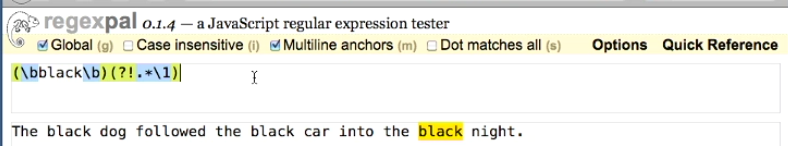 regexpal 0.1.4 — a JavaScript regular expression tester
Global (g) Case insensitive (i) Multiline anchors (m) Dot matches all (s) Options Quick Reference
(\bblack\b)(?!.*\1)
The black dog followed the black car into the black night.